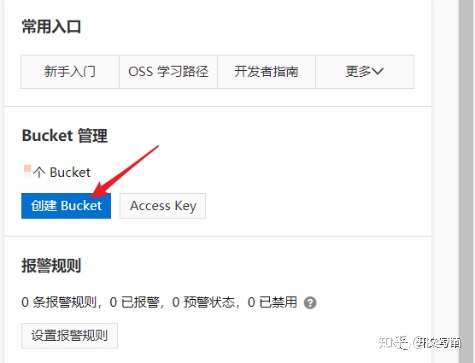 常用入口
新手入门 OSS 学习路径 开发者指南 更多
Bucket 管理
个 Bucket
创建 Bucket Access Key
报警规则
0 条报警规则，0 已报警，0 预警状态，0 已禁用 ?
设置报警规则
知乎